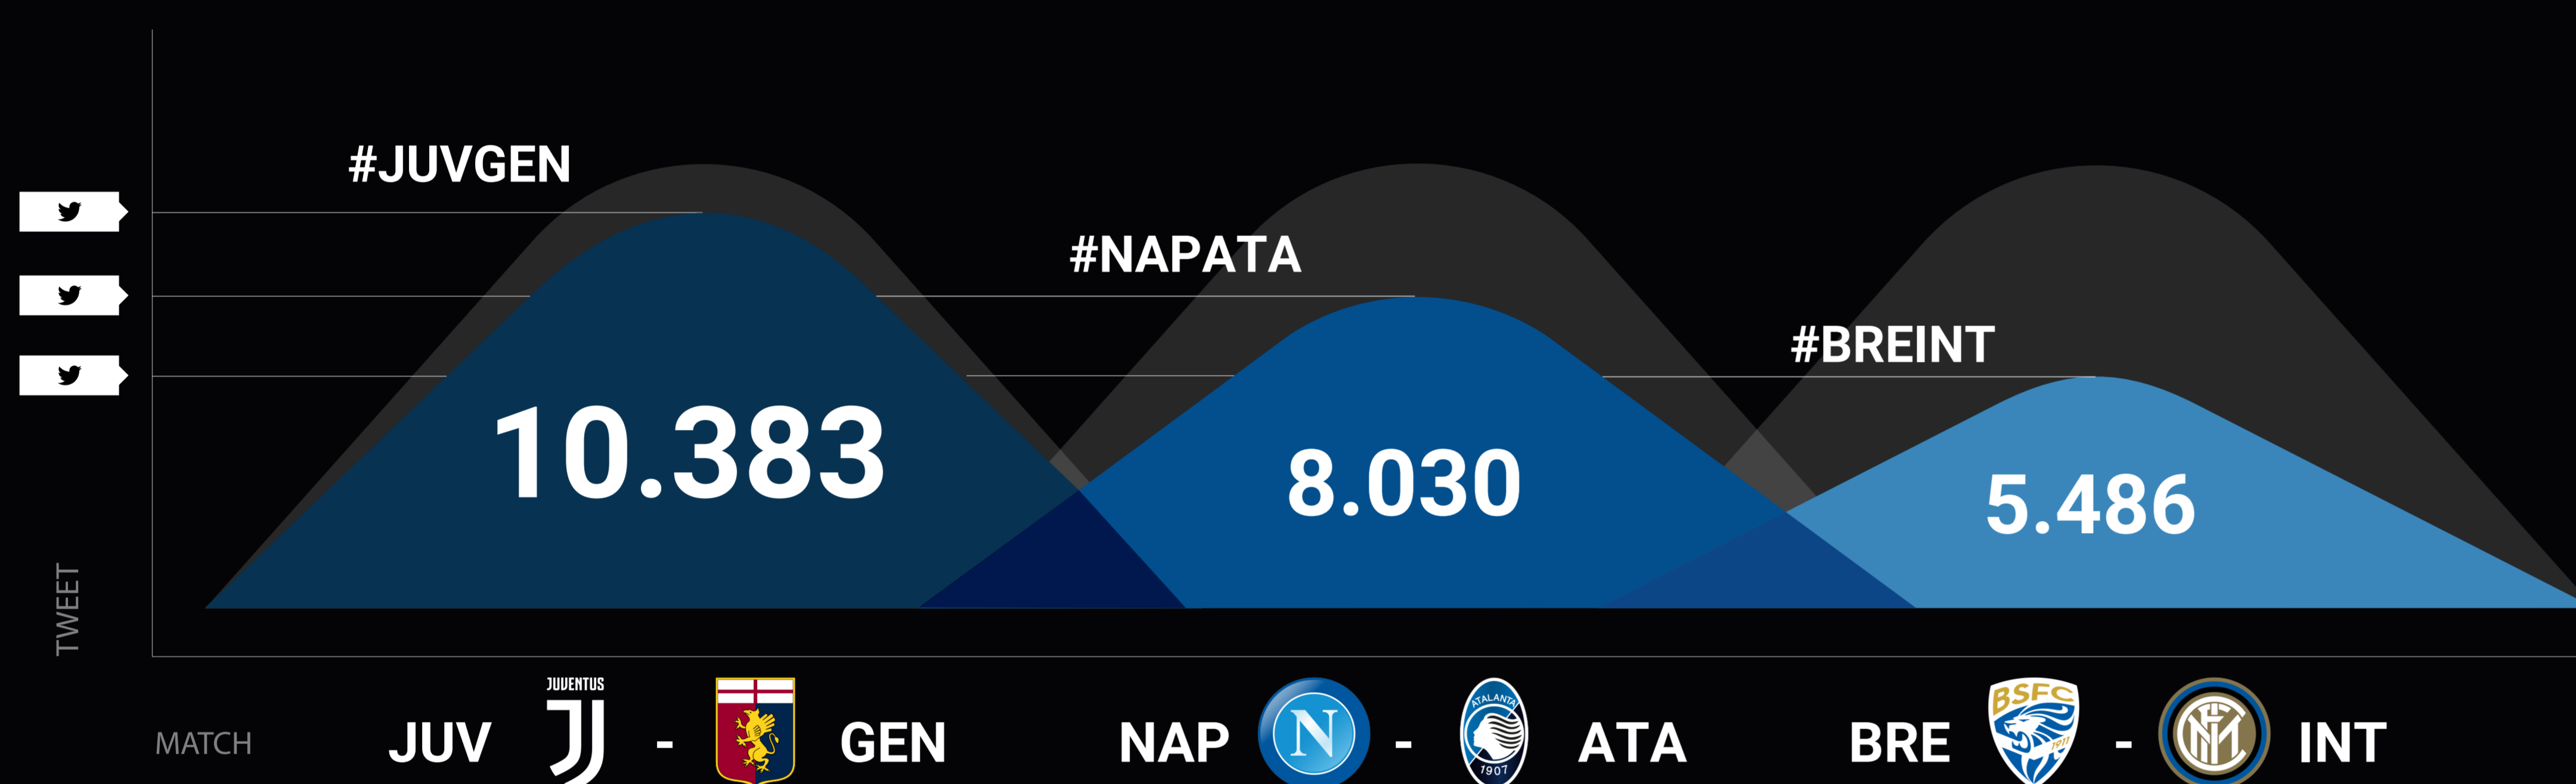 #JUVGEN
#NAPATA
#BREINT
10.383
8.030
5.486
TWEET
MATCH
JUV JUVENTUS - GEN
NAP N - ATALANTA 1907 ATA
BRE BSFC 1911 - INT